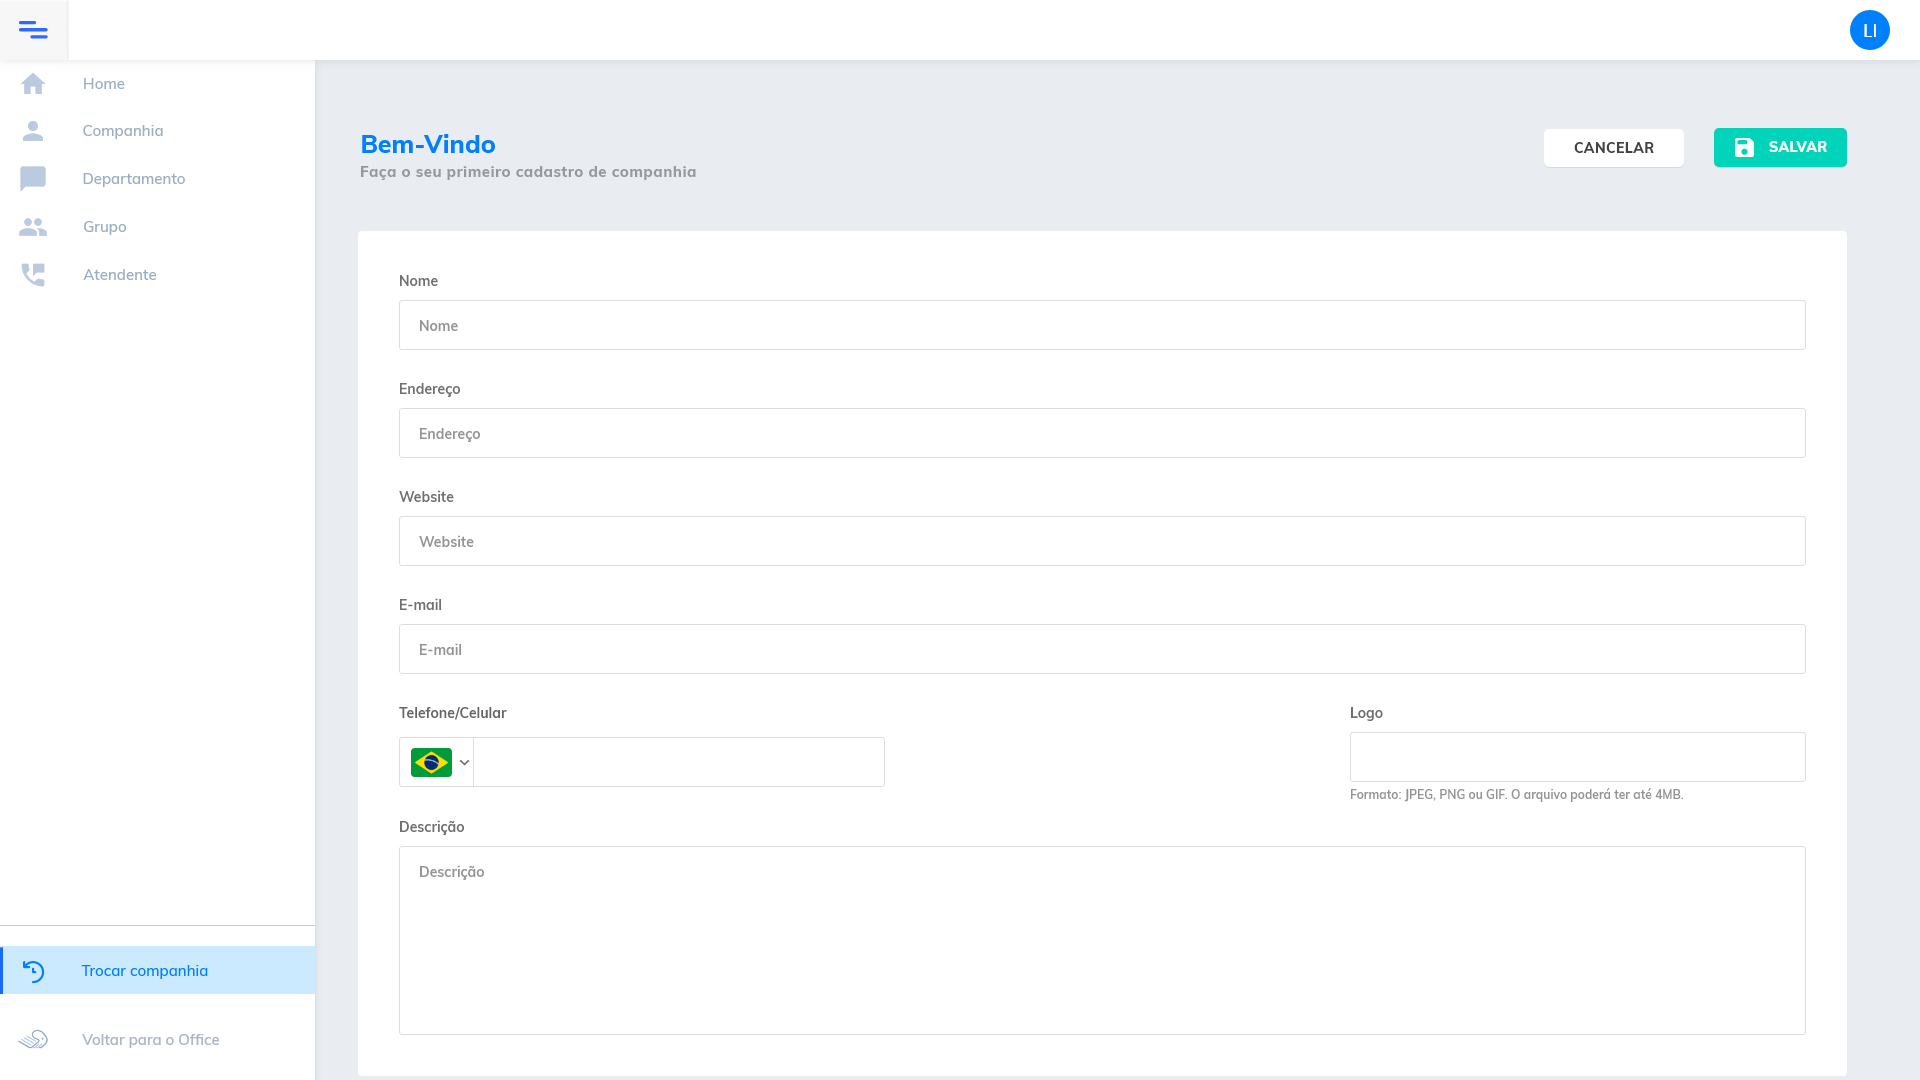 LI
Home
Companhia
Departamento
Grupo
Atendente
Trocar companhia
Voltar para o Office
Bem-Vindo
Faça o seu primeiro cadastro de companhia
CANCELAR
SALVAR
Nome
Nome
Endereço
Endereço
Website
Website
E-mail
E-mail
Telefone/Celular
Logo
Formato: JPEG, PNG ou GIF. O arquivo poderá ter até 4MB.
Descrição
Descrição